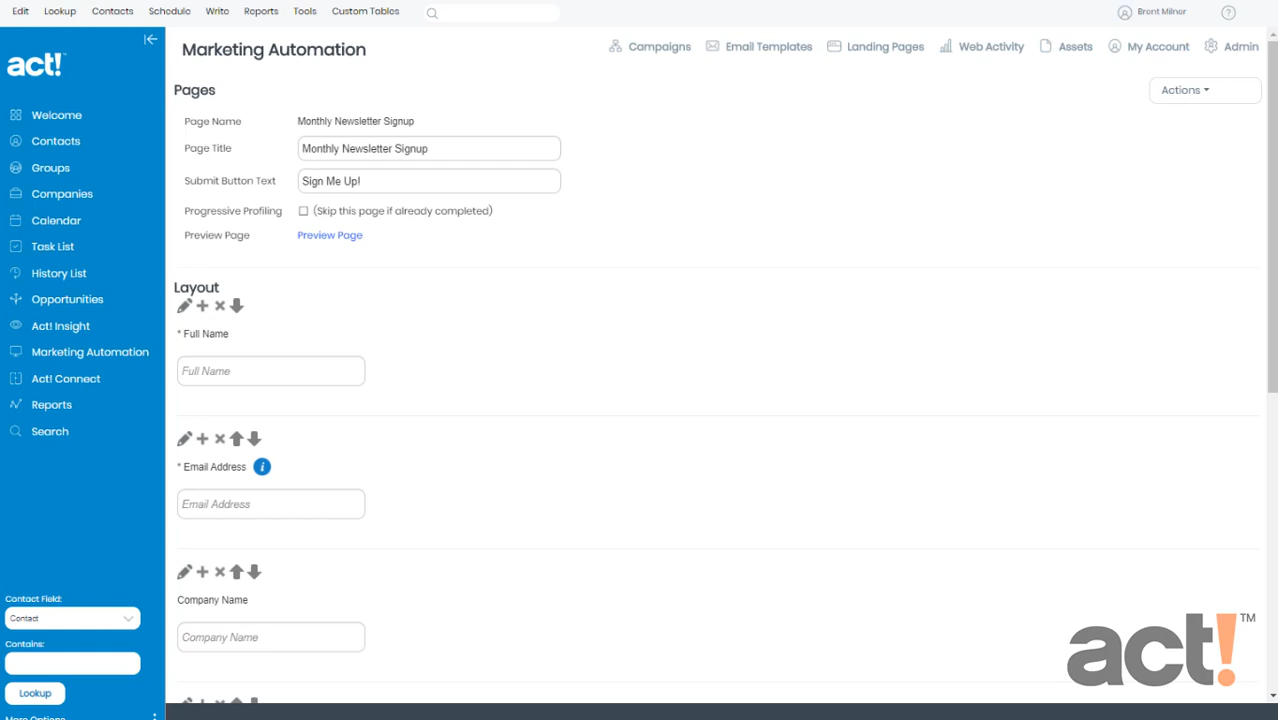 Edit Lookup Contacts Schedule Write Reports Tools Custom Tables Brent Milner ?
act!™
Welcome
Contacts
Groups
Companies
Calendar
Task List
History List
Opportunities
Act! Insight
Marketing Automation
Act! Connect
Reports
Search
Contact Field:
Contact
Contains:
Lookup
More Options
Marketing Automation
Campaigns Email Templates Landing Pages Web Activity Assets My Account Admin
Pages
Actions
Page Name Monthly Newsletter Signup
Page Title Monthly Newsletter Signup
Submit Button Text Sign Me Up!
Progressive Profiling (Skip this page if already completed)
Preview Page Preview Page
Layout
* Full Name
Full Name
* Email Address i
Email Address
Company Name
Company Name
act!™